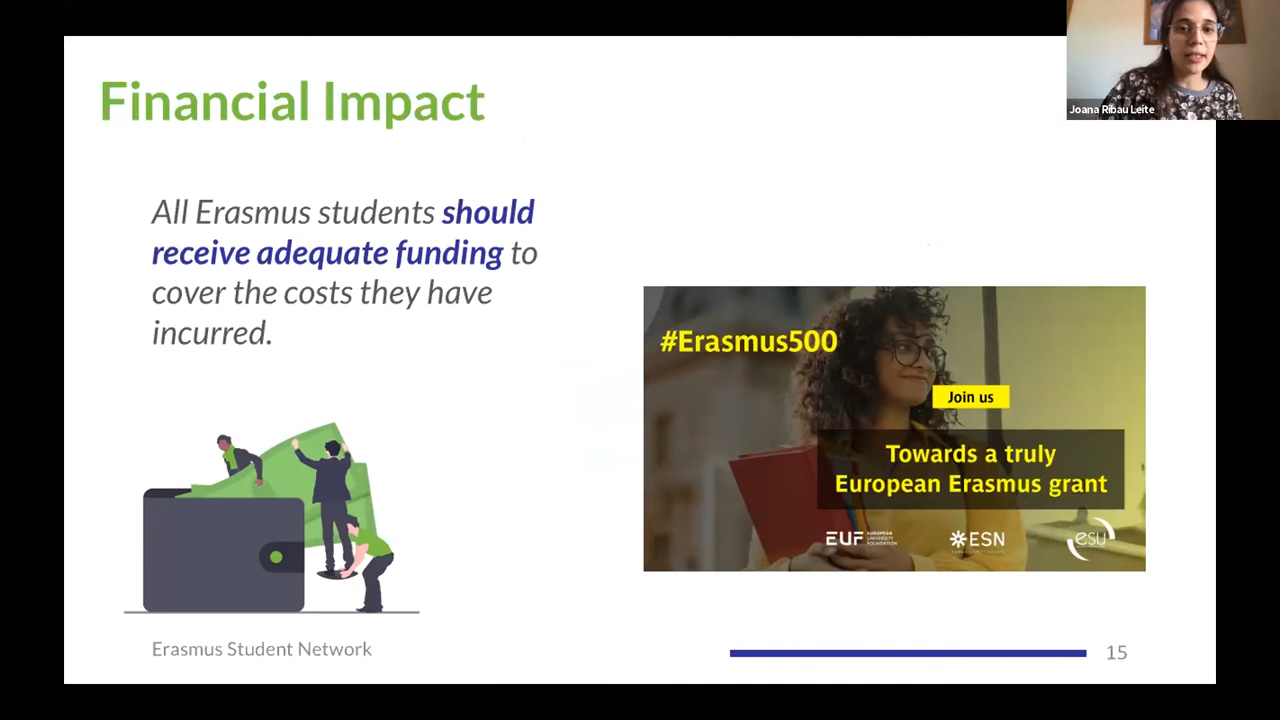 Financial Impact
Joana Ribau Leite
All Erasmus students should
receive adequate funding to
cover the costs they have
incurred.
#Erasmus500
Join us
Towards a truly
European Erasmus grant
EUF EUROPEAN
UNIVERSITY
FOUNDATION
ESN
esu
Erasmus Student Network
15